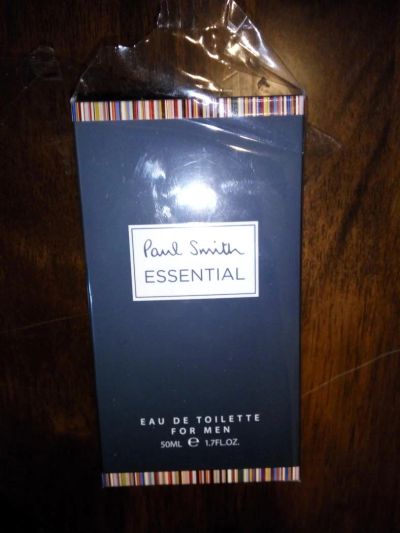 Paul Smith
ESSENTIAL
EAU DE TOILETTE
FOR MEN
50ML e 1.7FL.OZ.